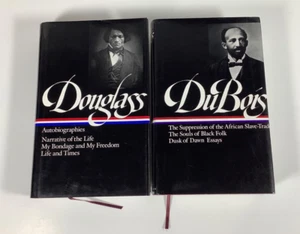 Douglass
Autobiographies
Narrative of the Life
My Bondage and My Freedom
Life and Times
Du Bois
The Suppression of the African Slave-Trade
The Souls of Black Folk
Dusk of Dawn Essays